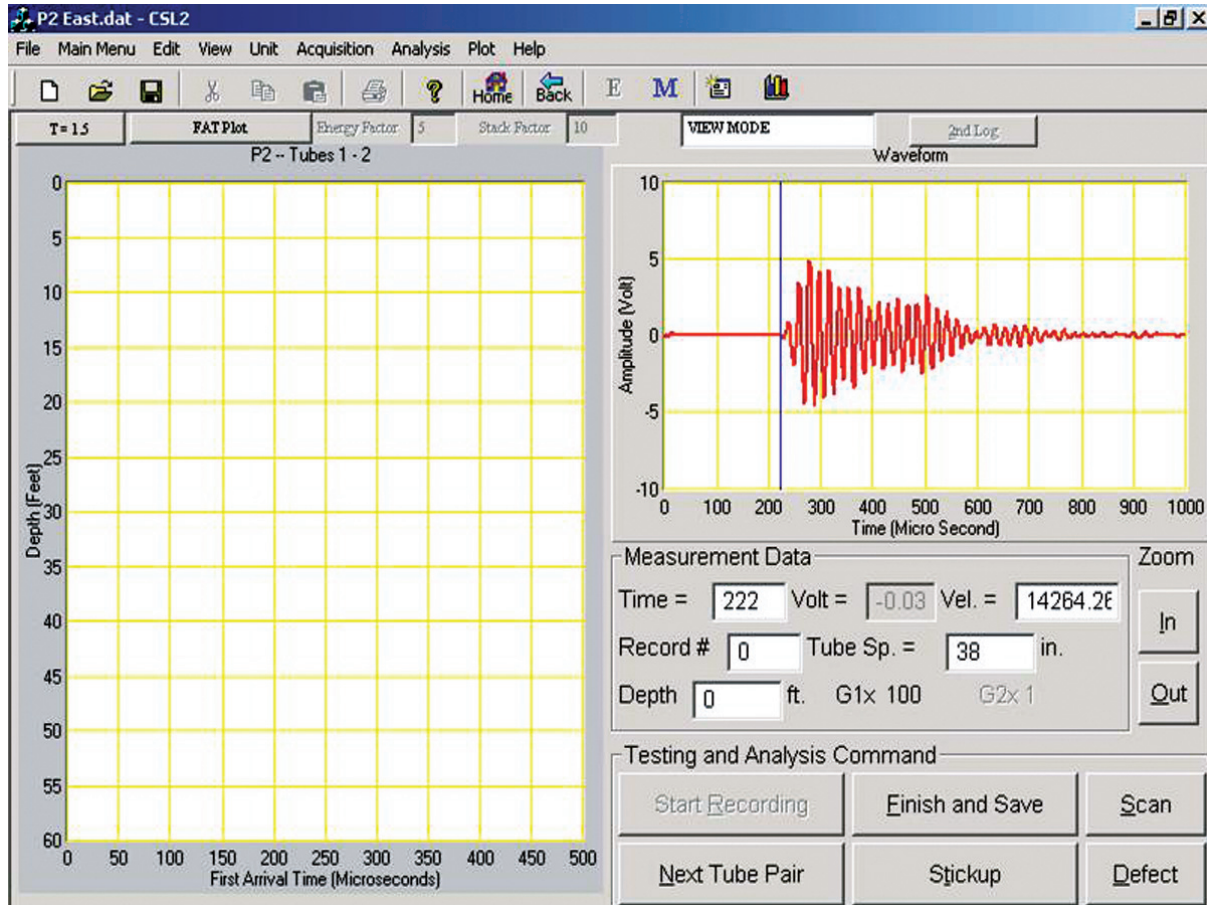 P2 East.dat - CSL2
File Main Menu Edit View Unit Acquisition Analysis Plot Help
Home Back E M
T= 1.5 FAT Plot Energy Factor 5 Stack Factor 10 VIEW MODE 2nd Log
P2 -- Tubes 1 - 2
0
5
10
15
20
25
30
35
40
45
50
55
60
Depth (Feet)
0 50 100 150 200 250 300 350 400 450 500
First Arrival Time (Microseconds)
Waveform
10
5
0
-5
-10
Amplitude (Volt)
0 100 200 300 400 500 600 700 800 900 1000
Time (Micro Second)
Measurement Data
Time = 222 Volt = -0.03 Vel. = 14264.26
Record # 0 Tube Sp. = 38 in.
Depth 0 ft. G1x 100 G2x 1
Zoom
In
Out
Testing and Analysis Command
Start Recording Finish and Save Scan
Next Tube Pair Stickup Defect